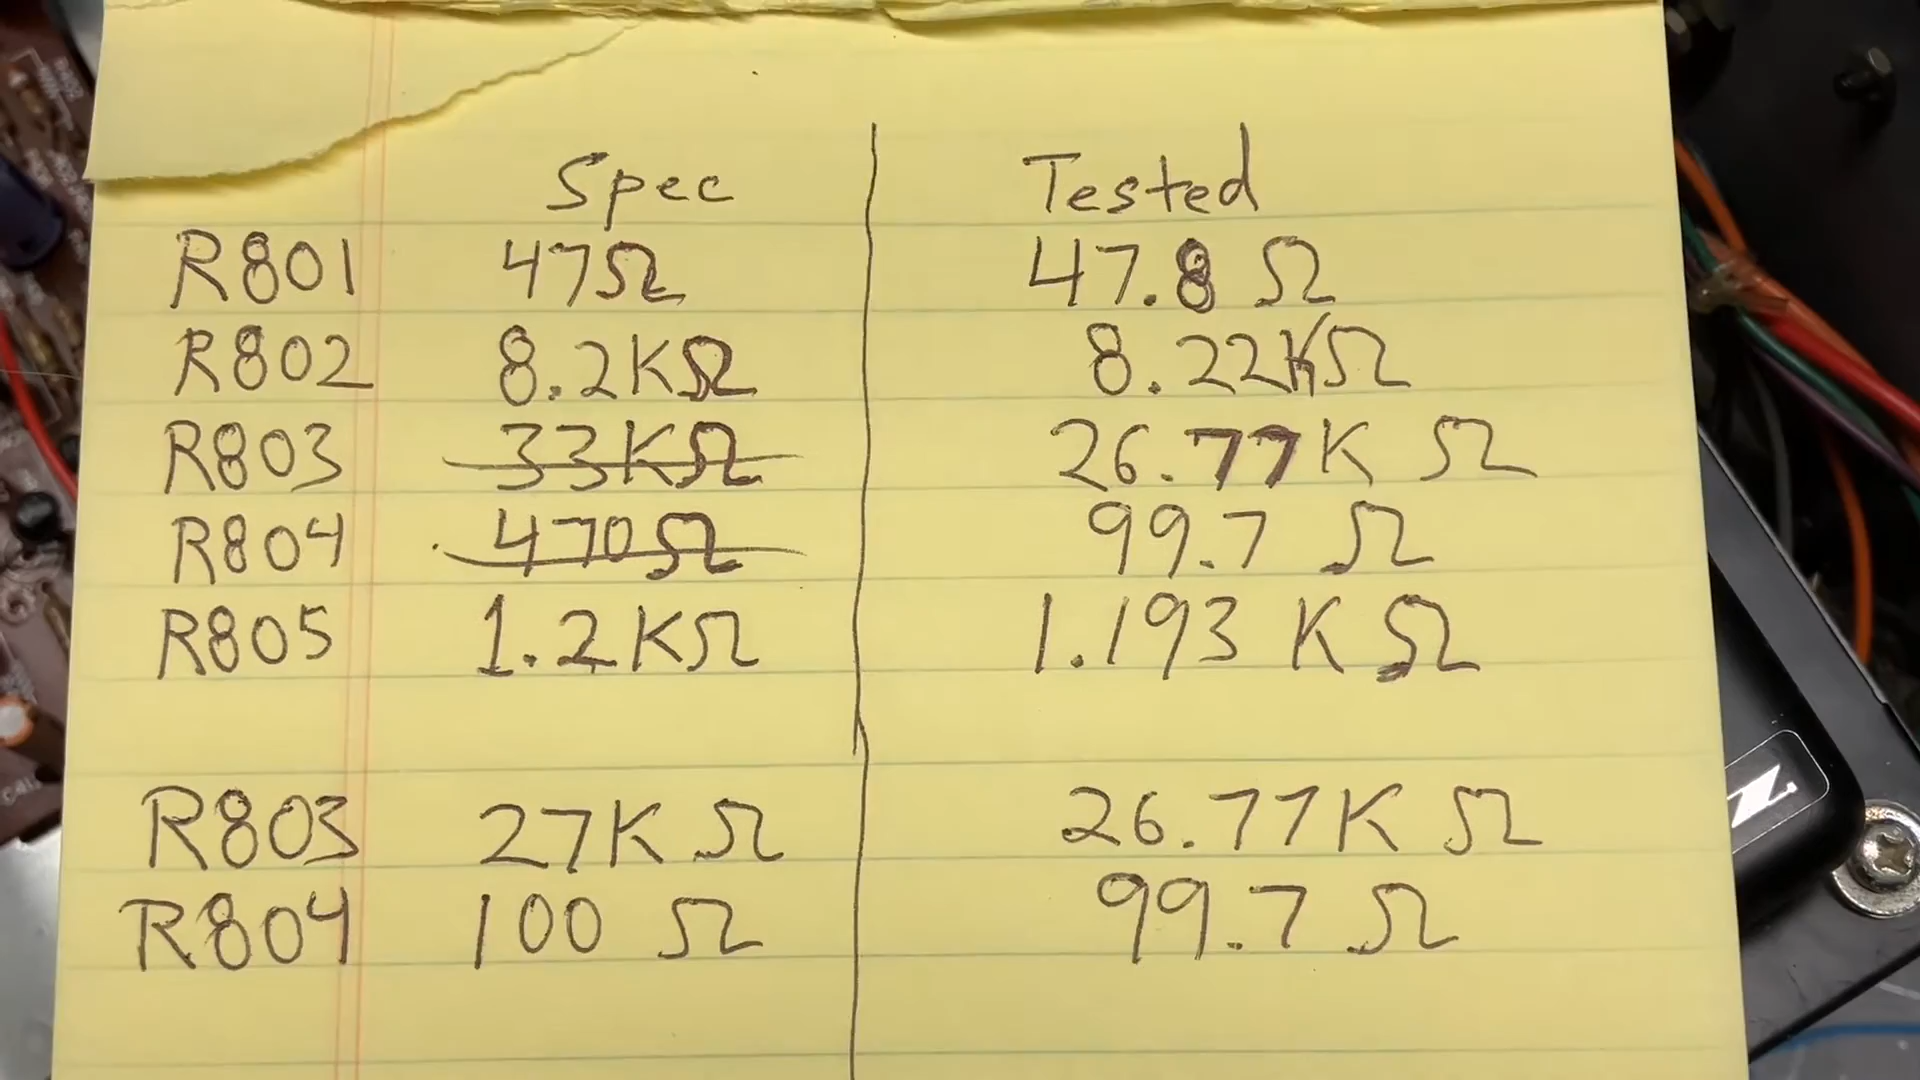 Spec Tested
R801 47Ω 47.8 Ω
R802 8.2KΩ 8.22KΩ
R803 33KΩ 26.77K Ω
R804 470Ω 99.7 Ω
R805 1.2KΩ 1.193 K Ω
R803 27K Ω 26.77K Ω
R804 100 Ω 99.7 Ω